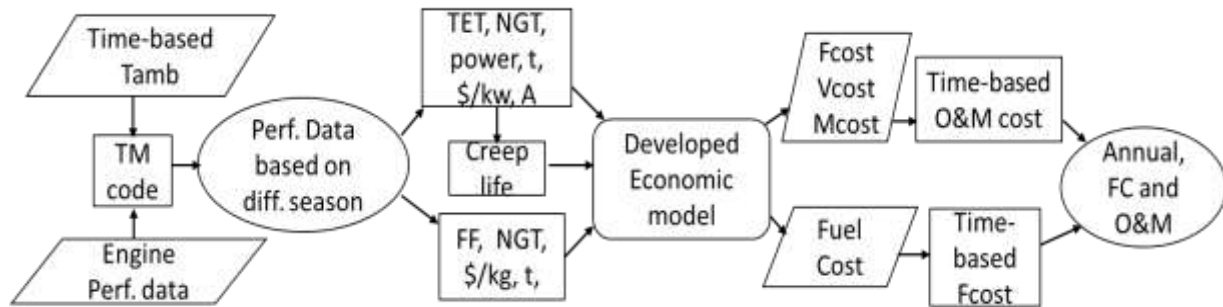 Time-based
Tamb
TM
code
Engine
Perf. data
Perf. Data
based on
diff. season
TET, NGT,
power, t,
$/kw, A
Creep
life
FF,  NGT,
$/kg, t,
Developed
Economic
model
Fcost
Vcost
Mcost
Time-based
O&M cost
Fuel
Cost
Time-
based
Fcost
Annual,
FC and
O&M